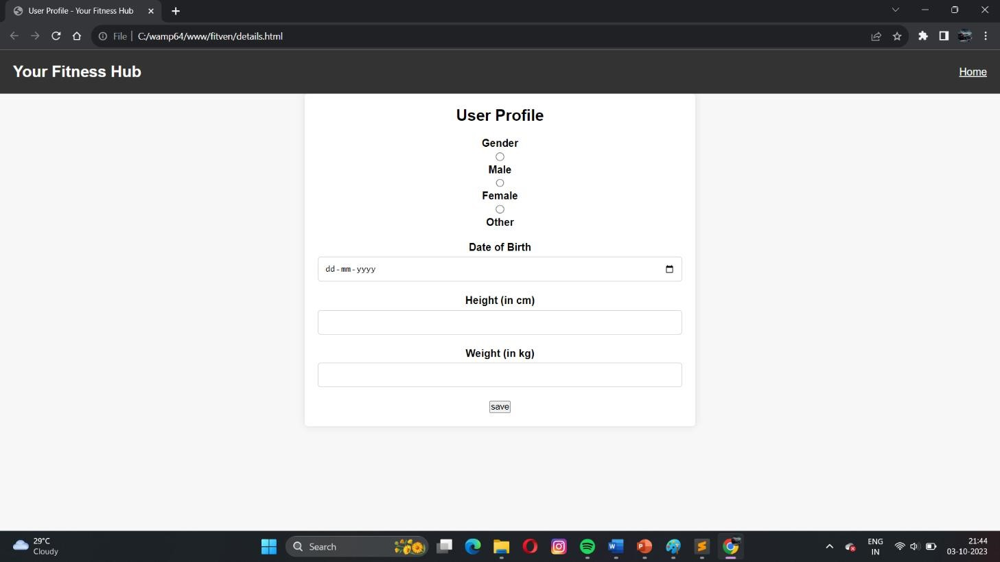 User Profile - Your Fitness Hub
File
C:/wamp64/www/fitven/details.html
Your Fitness Hub
Home
User Profile
Gender
Male
Female
Other
Date of Birth
dd-mm-yyyy
Height (in cm)
Weight (in kg)
save
29°C
Cloudy
Search
ENG
IN
21:44
03-10-2023